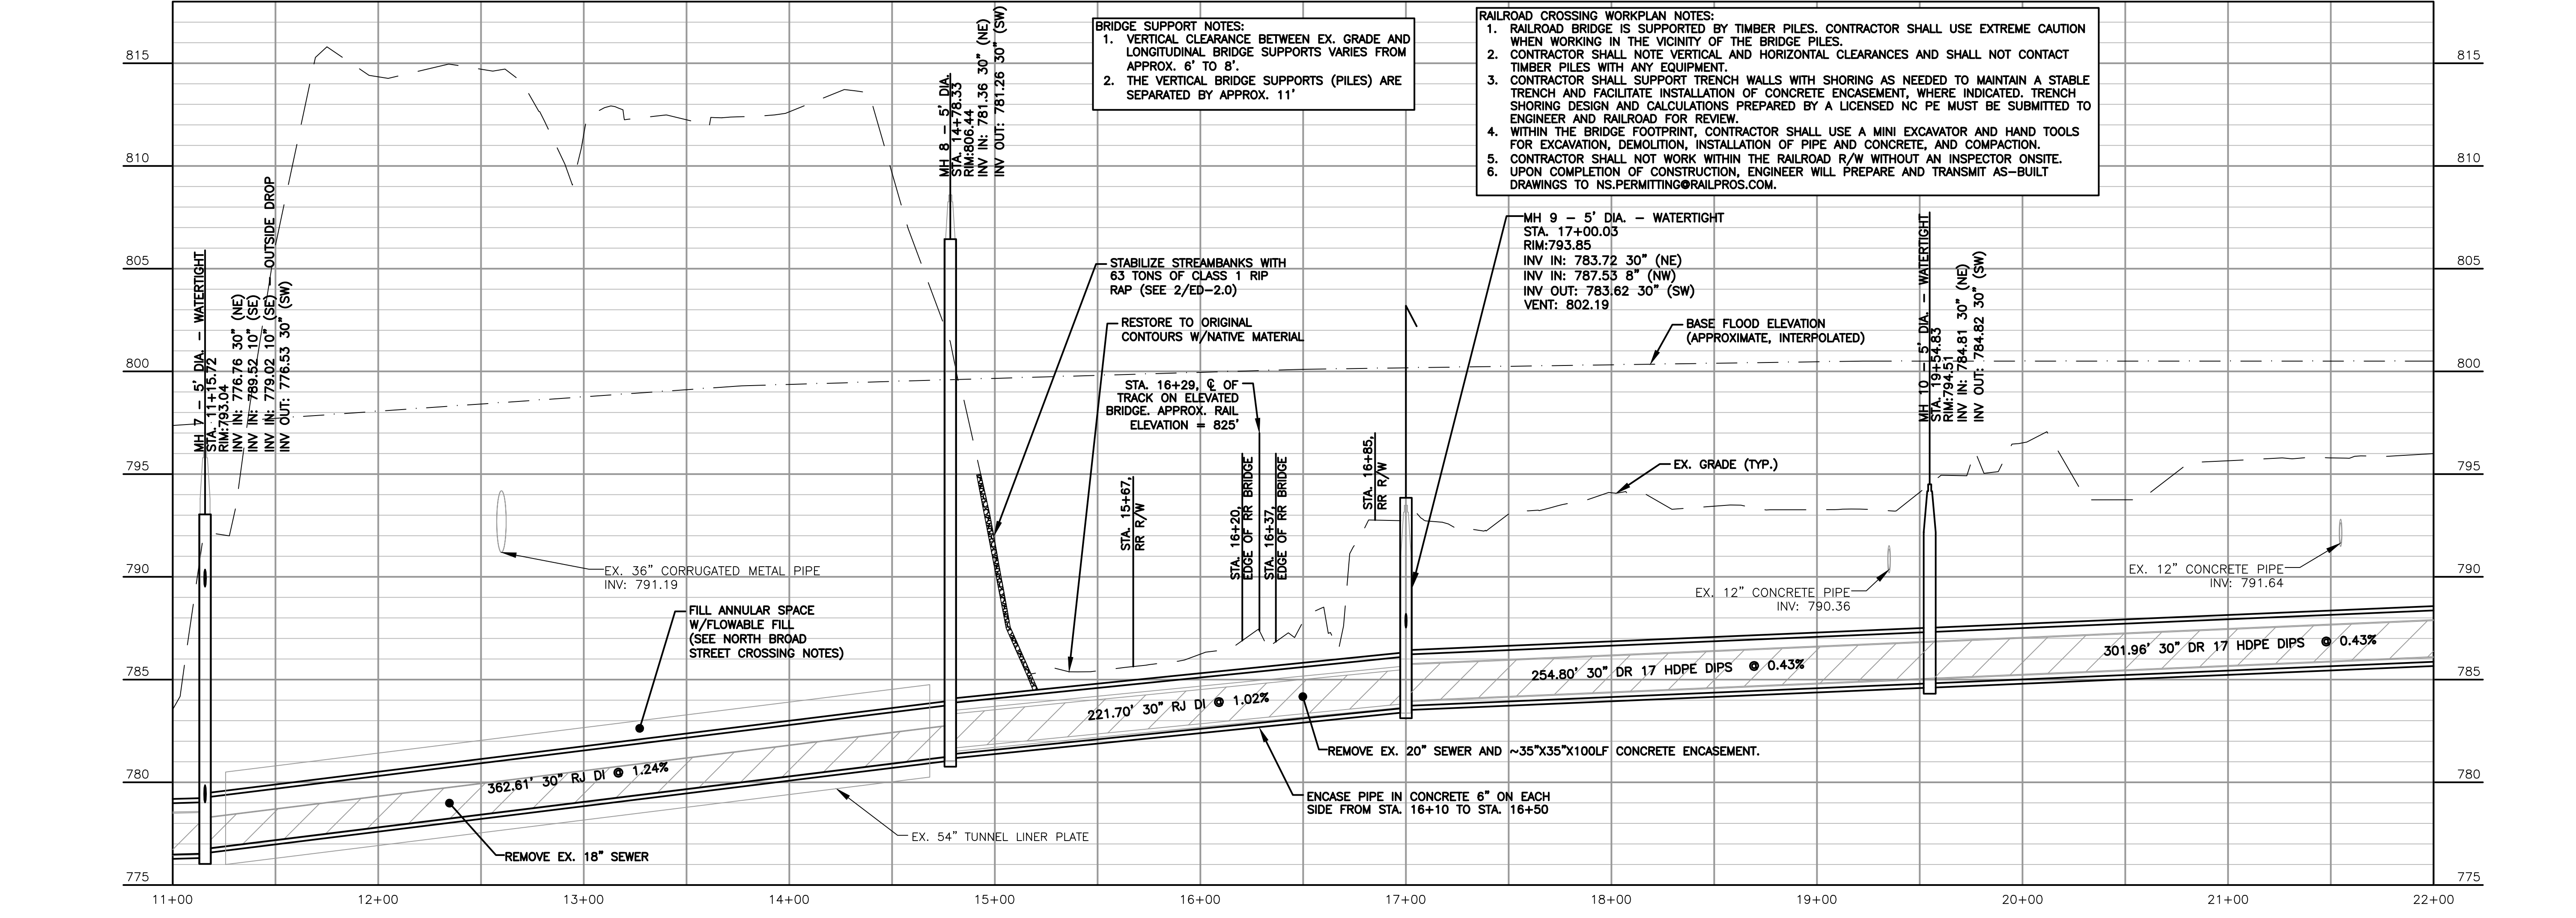 BRIDGE SUPPORT NOTES:
1. VERTICAL CLEARANCE BETWEEN EX. GRADE AND
LONGITUDINAL BRIDGE SUPPORTS VARIES FROM
APPROX. 6' TO 8'.
2. THE VERTICAL BRIDGE SUPPORTS (PILES) ARE
SEPARATED BY APPROX. 11'
RAILROAD CROSSING WORKPLAN NOTES:
1. RAILROAD BRIDGE IS SUPPORTED BY TIMBER PILES. CONTRACTOR SHALL USE EXTREME CAUTION
WHEN WORKING IN THE VICINITY OF THE BRIDGE PILES.
2. CONTRACTOR SHALL NOTE VERTICAL AND HORIZONTAL CLEARANCES AND SHALL NOT CONTACT
TIMBER PILES WITH ANY EQUIPMENT.
3. CONTRACTOR SHALL SUPPORT TRENCH WALLS WITH SHORING AS NEEDED TO MAINTAIN A STABLE
TRENCH AND FACILITATE INSTALLATION OF CONCRETE ENCASEMENT, WHERE INDICATED. TRENCH
SHORING DESIGN AND CALCULATIONS PREPARED BY A LICENSED NC PE MUST BE SUBMITTED TO
ENGINEER AND RAILROAD FOR REVIEW.
4. WITHIN THE BRIDGE FOOTPRINT, CONTRACTOR SHALL USE A MINI EXCAVATOR AND HAND TOOLS
FOR EXCAVATION, DEMOLITION, INSTALLATION OF PIPE AND CONCRETE, AND COMPACTION.
5. CONTRACTOR SHALL NOT WORK WITHIN THE RAILROAD R/W WITHOUT AN INSPECTOR ONSITE.
6. UPON COMPLETION OF CONSTRUCTION, ENGINEER WILL PREPARE AND TRANSMIT AS-BUILT
DRAWINGS TO NS.PERMITTING@RAILPROS.COM.
815
810
805
800
795
790
785
780
775
MH 7 - 5' DIA. - WATERTIGHT
STA. 11+15.72
RIM:793.04
INV IN: 776.76 30" (NE)
INV IN: 789.52 10" (SE)
INV IN: 779.02 10" (SE) - OUTSIDE DROP
INV OUT: 776.53 30" (SW)
MH 8 - 5' DIA.
STA. 14+78.33
RIM:806.44
INV IN: 781.36 30" (NE)
INV OUT: 781.26 30" (SW)
STABILIZE STREAMBANKS WITH
63 TONS OF CLASS 1 RIP
RAP (SEE 2/ED-2.0)
RESTORE TO ORIGINAL
CONTOURS W/NATIVE MATERIAL
STA. 16+29, ℄ OF
TRACK ON ELEVATED
BRIDGE. APPROX. RAIL
ELEVATION = 825'
STA. 15+67,
RR R/W
STA. 16+20,
EDGE OF RR BRIDGE
STA. 16+37,
EDGE OF RR BRIDGE
STA. 16+85,
RR R/W
MH 9 - 5' DIA. - WATERTIGHT
STA. 17+00.03
RIM:793.85
INV IN: 783.72 30" (NE)
INV IN: 787.53 8" (NW)
INV OUT: 783.62 30" (SW)
VENT: 802.19
BASE FLOOD ELEVATION
(APPROXIMATE, INTERPOLATED)
EX. GRADE (TYP.)
MH 10 - 5' DIA. - WATERTIGHT
STA. 19+54.83
RIM:794.51
INV IN: 784.81 30" (NE)
INV OUT: 784.82 30" (SW)
EX. 36" CORRUGATED METAL PIPE
INV: 791.19
FILL ANNULAR SPACE
W/FLOWABLE FILL
(SEE NORTH BROAD
STREET CROSSING NOTES)
EX. 12" CONCRETE PIPE
INV: 790.36
EX. 12" CONCRETE PIPE
INV: 791.64
362.61' 30" RJ DI @ 1.24%
221.70' 30" RJ DI @ 1.02%
254.80' 30" DR 17 HDPE DIPS @ 0.43%
301.96' 30" DR 17 HDPE DIPS @ 0.43%
REMOVE EX. 20" SEWER AND ~35"X35"X100LF CONCRETE ENCASEMENT.
ENCASE PIPE IN CONCRETE 6" ON EACH
SIDE FROM STA. 16+10 TO STA. 16+50
EX. 54" TUNNEL LINER PLATE
REMOVE EX. 18" SEWER
815
810
805
800
795
790
785
780
775
11+00
12+00
13+00
14+00
15+00
16+00
17+00
18+00
19+00
20+00
21+00
22+00